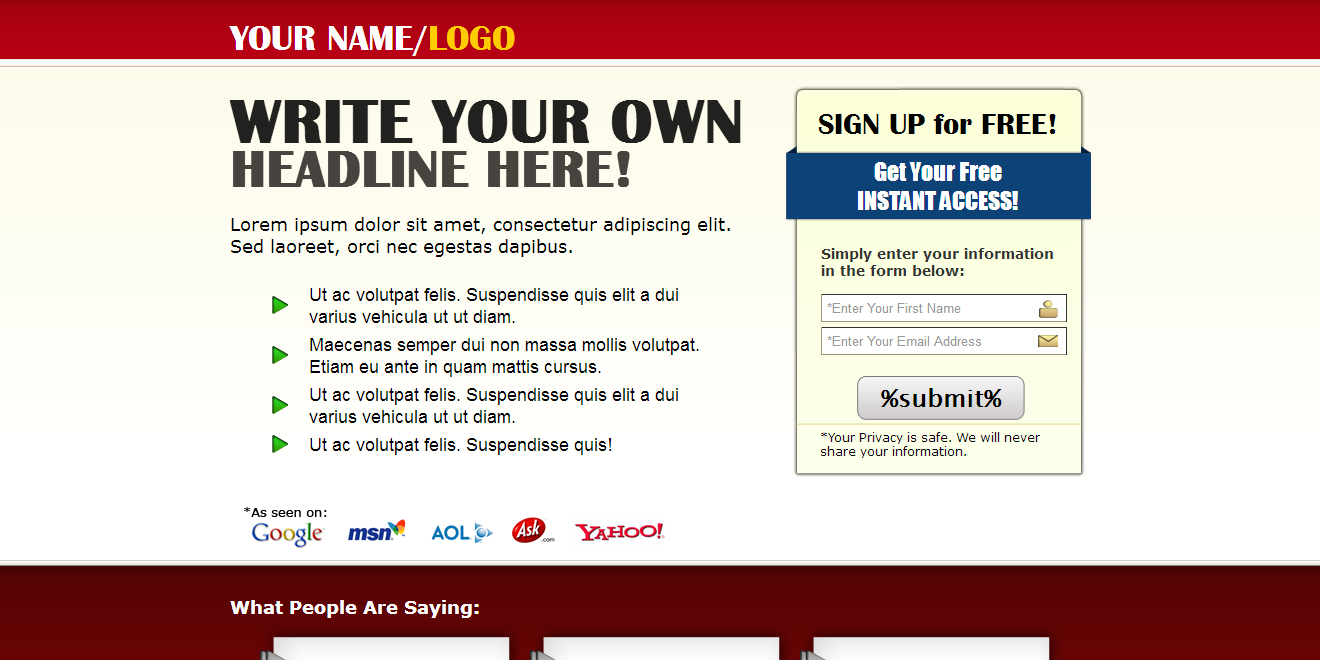 YOUR NAME/LOGO
WRITE YOUR OWN
HEADLINE HERE!
Lorem ipsum dolor sit amet, consectetur adipiscing elit.
Sed laoreet, orci nec egestas dapibus.
Ut ac volutpat felis. Suspendisse quis elit a dui
varius vehicula ut ut diam.
Maecenas semper dui non massa mollis volutpat.
Etiam eu ante in quam mattis cursus.
Ut ac volutpat felis. Suspendisse quis elit a dui
varius vehicula ut ut diam.
Ut ac volutpat felis. Suspendisse quis!
*As seen on:
Google msn AOL Ask.com YAHOO!
SIGN UP for FREE!
Get Your Free
INSTANT ACCESS!
Simply enter your information
in the form below:
*Enter Your First Name
*Enter Your Email Address
%submit%
*Your Privacy is safe. We will never
share your information.
What People Are Saying: